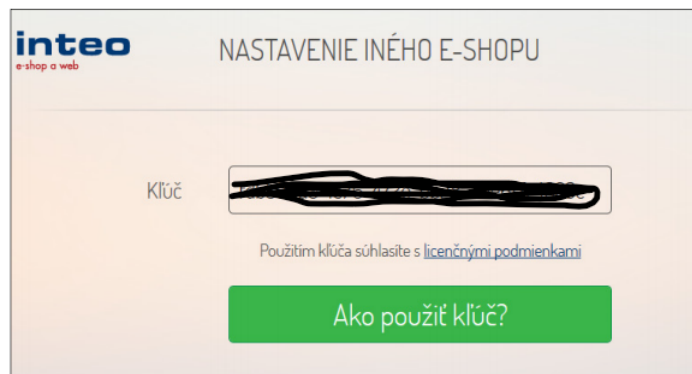 inteo
e-shop a web
NASTAVENIE INÉHO E-SHOPU
Kľúč
Použitím kľúča súhlasíte s licenčnými podmienkami
Ako použiť kľúč?